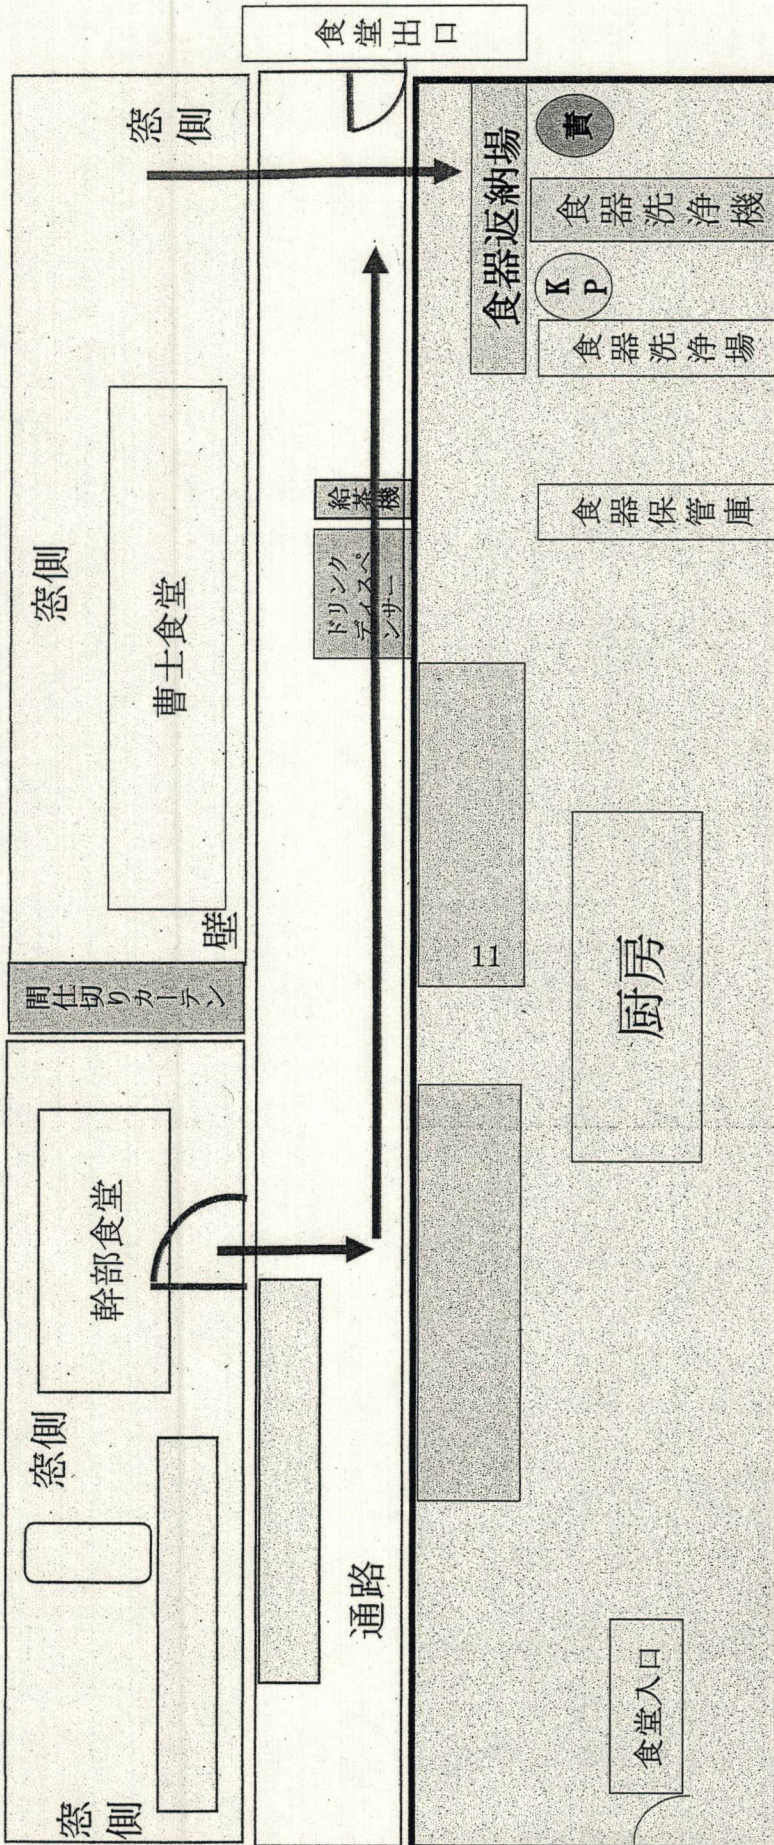 食堂出口
窓側
食器返納場
責
食器洗浄機
KP
食器洗浄場
給茶機
ドリンク
ディスペ
ンサー
食器保管庫
窓側
曹士食堂
壁
間仕切りカーテン
11
厨房
幹部食堂
窓側
通路
食堂入口
窓側